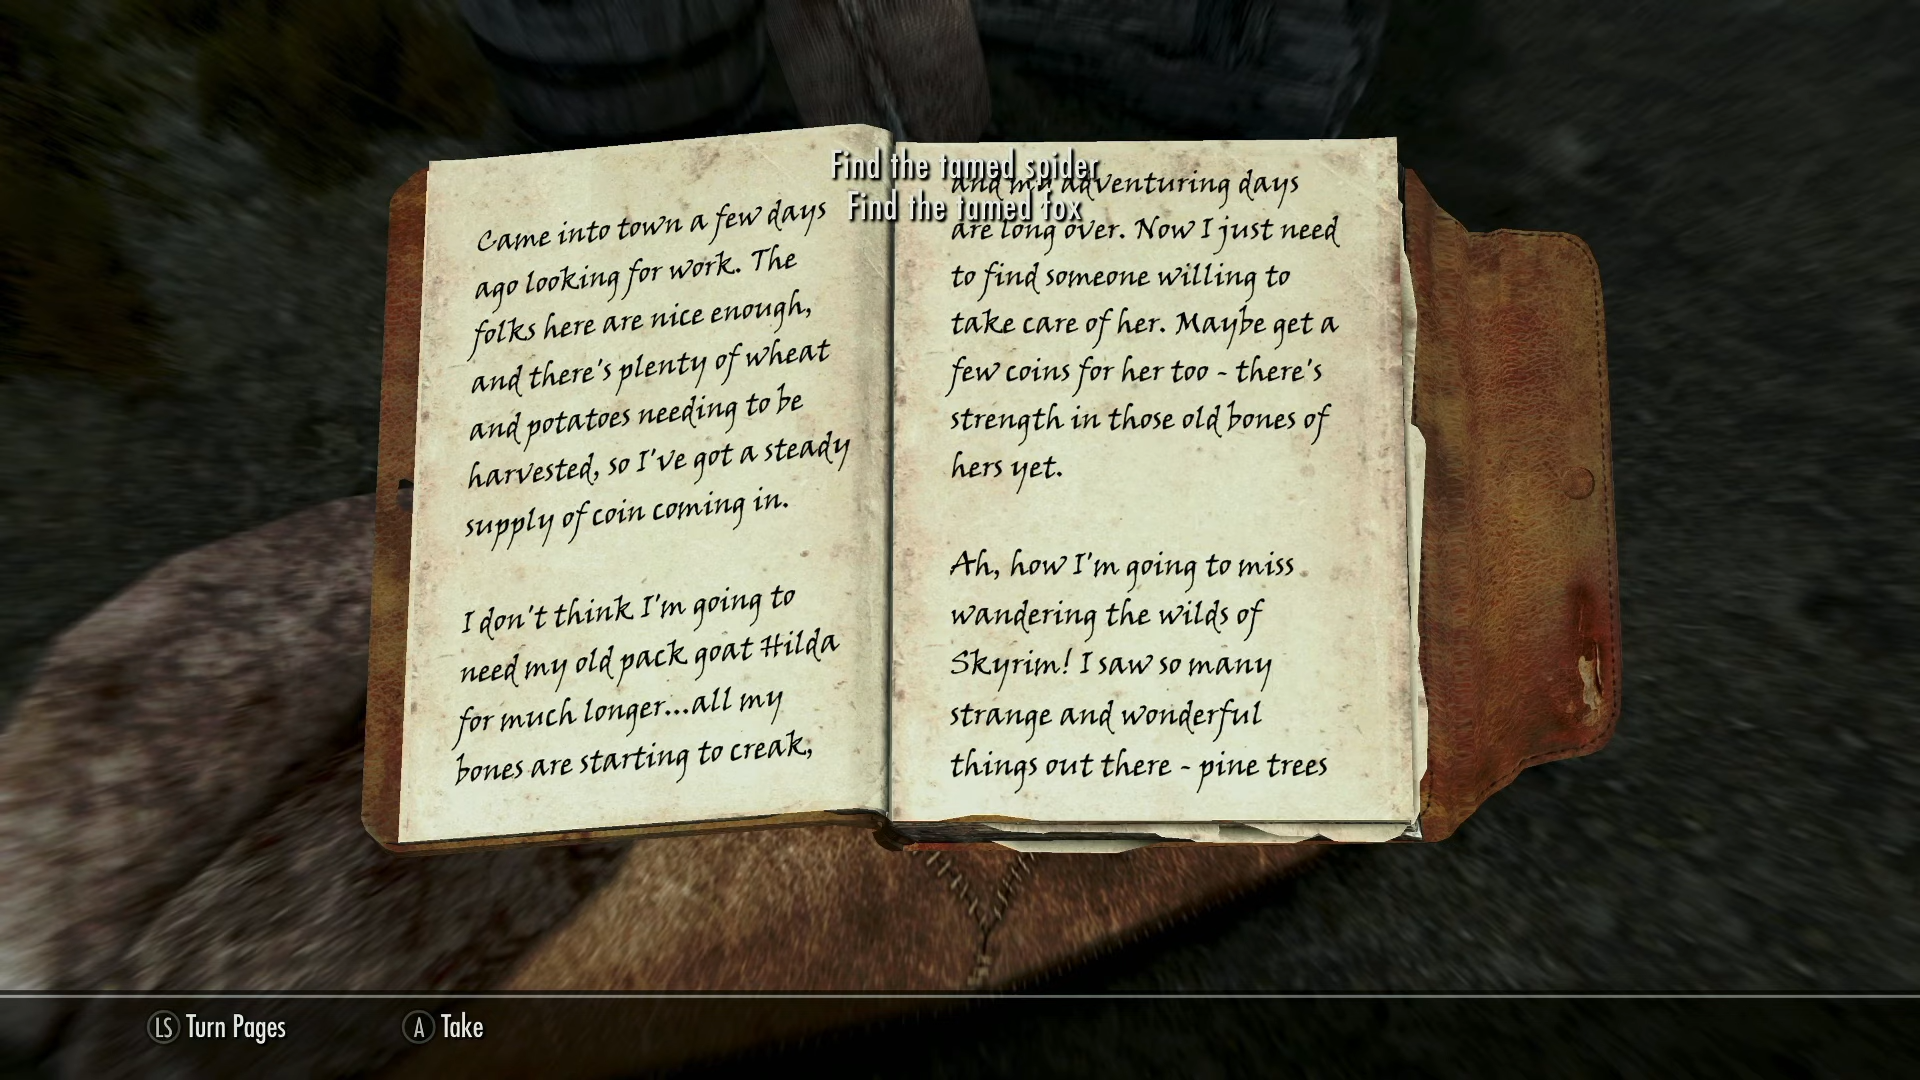 Find the tamed spider
Find the tamed fox
Came into town a few days
ago looking for work. The
folks here are nice enough,
and there's plenty of wheat
and potatoes needing to be
harvested, so I've got a steady
supply of coin coming in.
I don't think I'm going to
need my old pack goat Hilda
for much longer...all my
bones are starting to creak,
and my adventuring days
are long over. Now I just need
to find someone willing to
take care of her. Maybe get a
few coins for her too - there's
strength in those old bones of
hers yet.
Ah, how I'm going to miss
wandering the wilds of
Skyrim! I saw so many
strange and wonderful
things out there - pine trees
LS Turn Pages
A Take